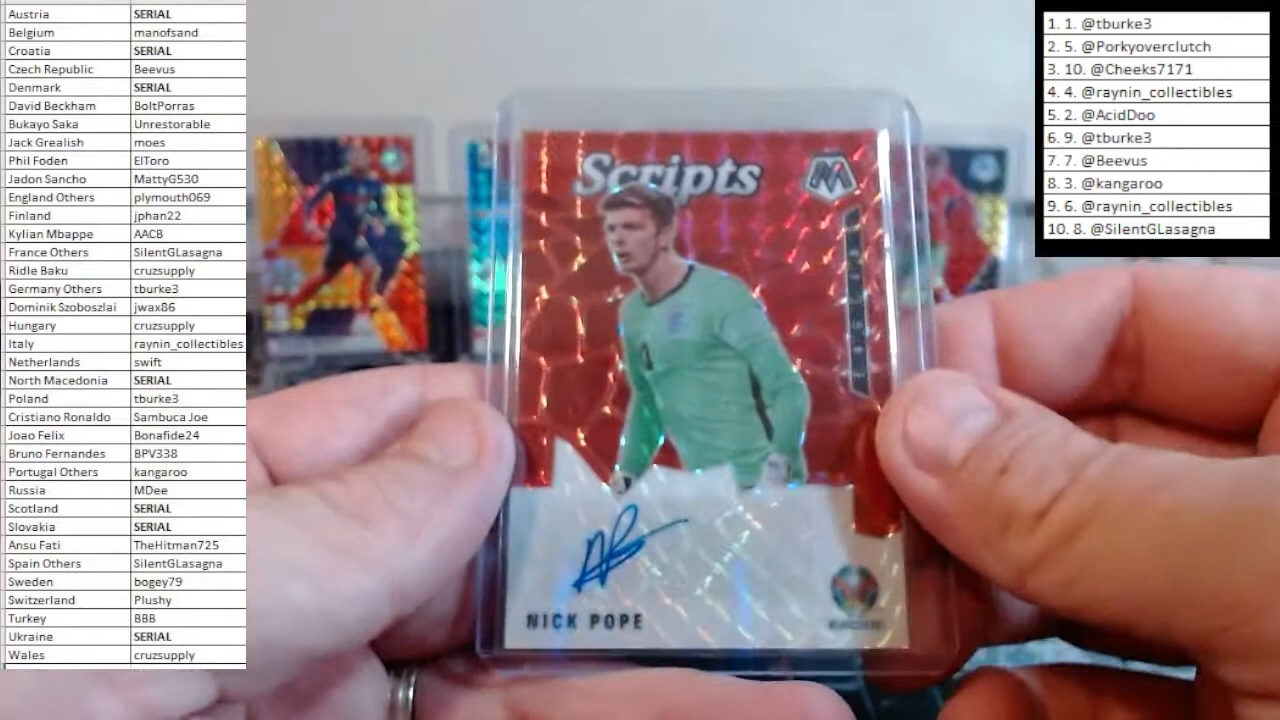 Austria SERIAL
Belgium manofsand
Croatia SERIAL
Czech Republic Beevus
Denmark SERIAL
David Beckham BoltPorras
Bukayo Saka Unrestorable
Jack Grealish moes
Phil Foden ElToro
Jadon Sancho MattyG530
England Others plymouth069
Finland jphan22
Kylian Mbappe AACB
France Others SilentGLasagna
Ridle Baku cruzsupply
Germany Others tburke3
Dominik Szoboszlai jwax86
Hungary cruzsupply
Italy raynin_collectibles
Netherlands swift
North Macedonia SERIAL
Poland tburke3
Cristiano Ronaldo Sambuca Joe
Joao Felix Bonafide24
Bruno Fernandes BPV338
Portugal Others kangaroo
Russia MDee
Scotland SERIAL
Slovakia SERIAL
Ansu Fati TheHitman725
Spain Others SilentGLasagna
Sweden bogey79
Switzerland Plushy
Turkey BBB
Ukraine SERIAL
Wales cruzsupply
Scripts
NICK POPE
1. 1. @tburke3
2. 5. @Porkyoverclutch
3. 10. @Cheeks7171
4. 4. @raynin_collectibles
5. 2. @AcidDoo
6. 9. @tburke3
7. 7. @Beevus
8. 3. @kangaroo
9. 6. @raynin_collectibles
10. 8. @SilentGLasagna